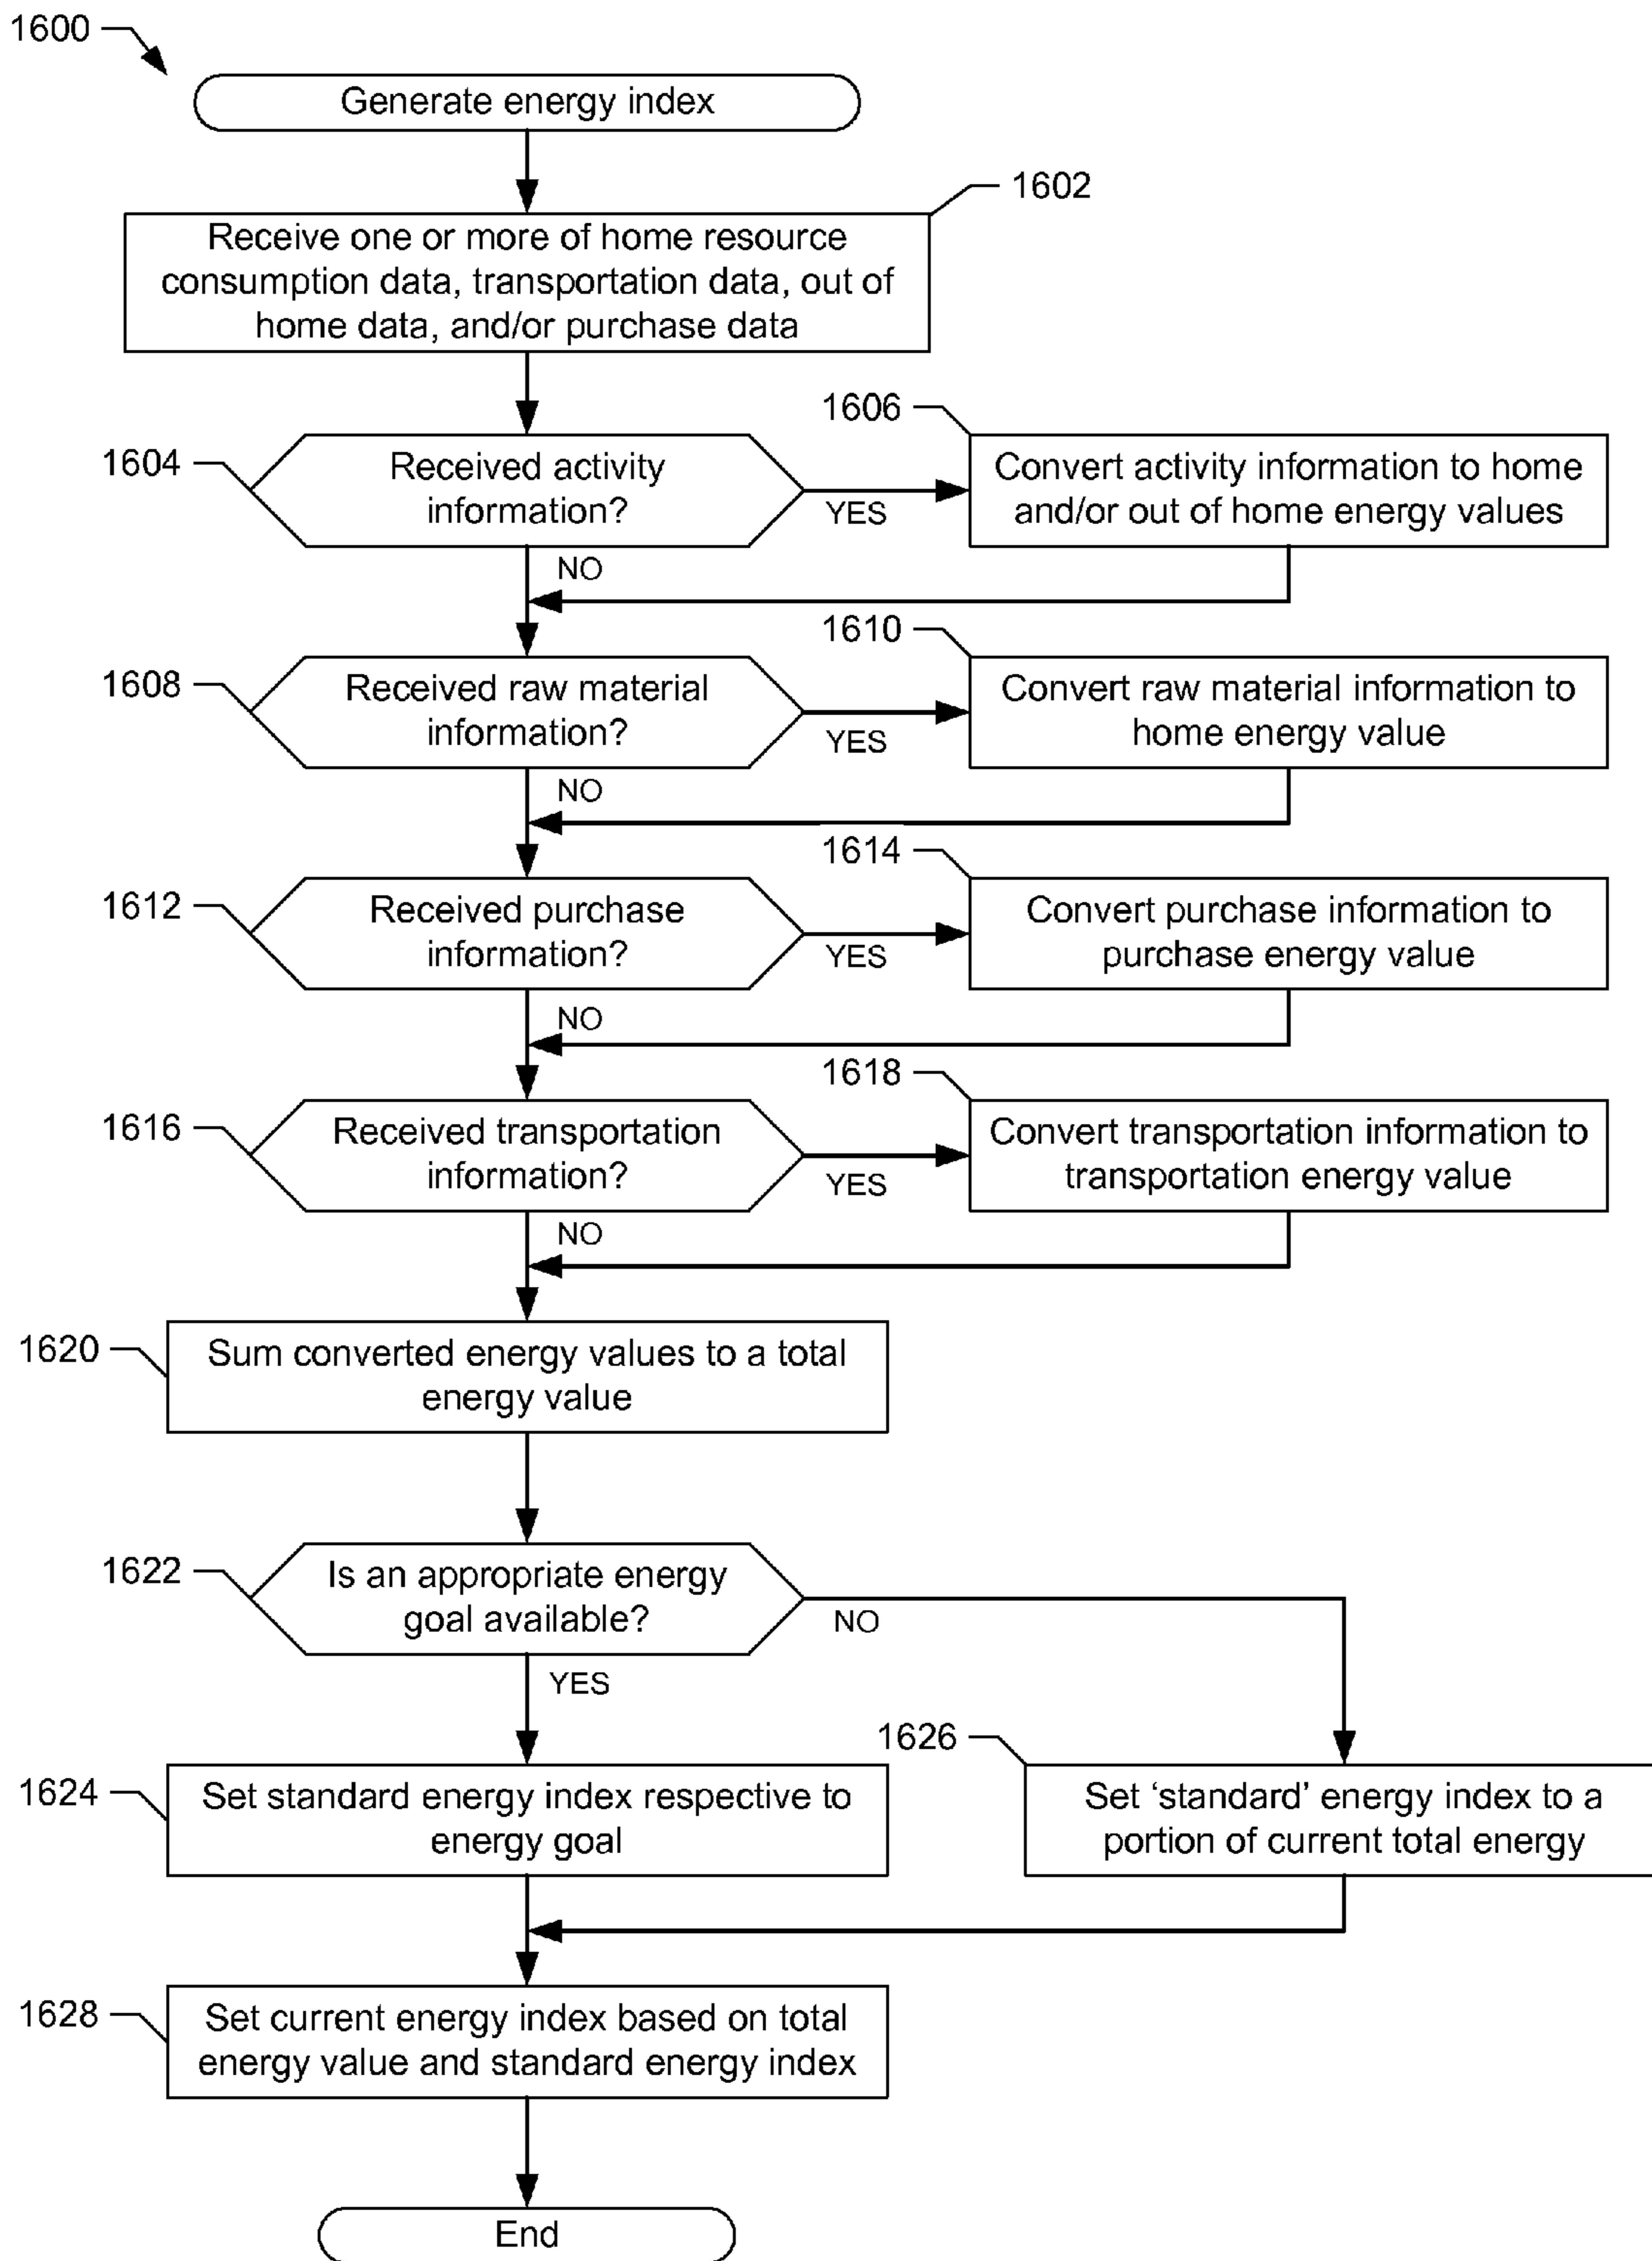 1600
Generate energy index
1602
Receive one or more of home resource
consumption data, transportation data, out of
home data, and/or purchase data
1604
Received activity
information?
YES
NO
1606
Convert activity information to home
and/or out of home energy values
1608
Received raw material
information?
YES
NO
1610
Convert raw material information to
home energy value
1612
Received purchase
information?
YES
NO
1614
Convert purchase information to
purchase energy value
1616
Received transportation
information?
YES
NO
1618
Convert transportation information to
transportation energy value
1620
Sum converted energy values to a total
energy value
1622
Is an appropriate energy
goal available?
NO
YES
1624
Set standard energy index respective to
energy goal
1626
Set ‘standard’ energy index to a
portion of current total energy
1628
Set current energy index based on total
energy value and standard energy index
End